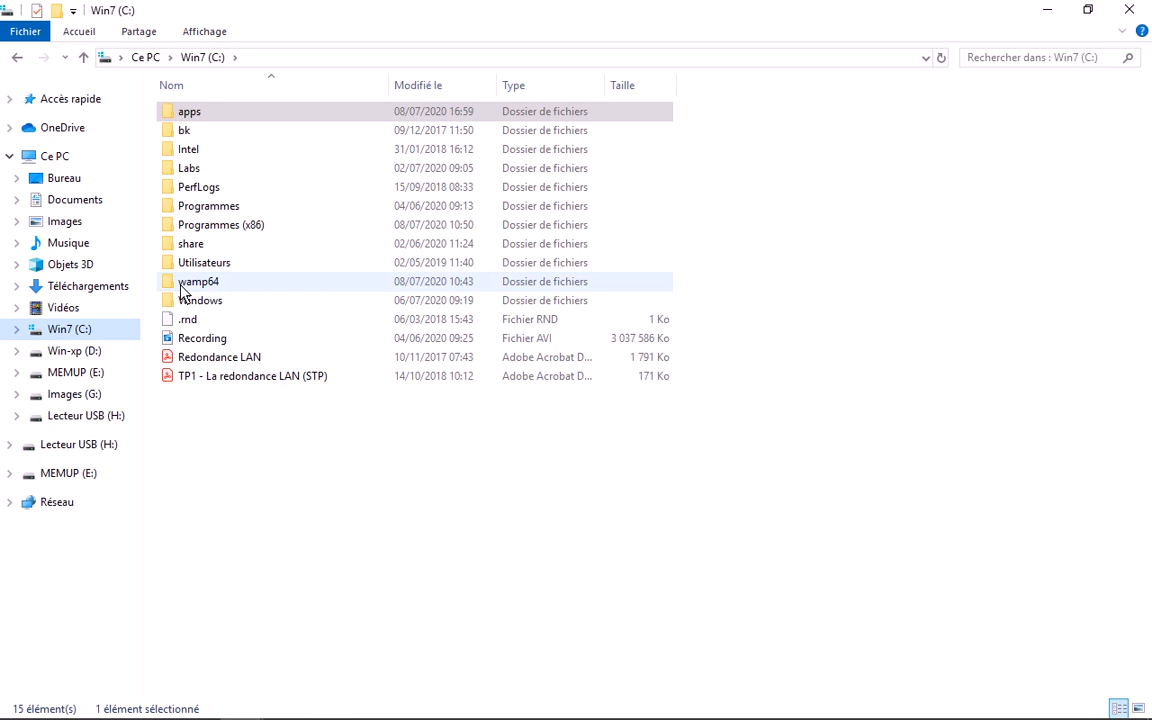 Win7 (C:)
Fichier Accueil Partage Affichage
Ce PC Win7 (C:) Rechercher dans : Win7 (C:)
Nom Modifié le Type Taille
Accès rapide
OneDrive
Ce PC
Bureau
Documents
Images
Musique
Objets 3D
Téléchargements
Vidéos
Win7 (C:)
Win-xp (D:)
MEMUP (E:)
Images (G:)
Lecteur USB (H:)
Lecteur USB (H:)
MEMUP (E:)
Réseau
apps 08/07/2020 16:59 Dossier de fichiers
bk 09/12/2017 11:50 Dossier de fichiers
Intel 31/01/2018 16:12 Dossier de fichiers
Labs 02/07/2020 09:05 Dossier de fichiers
PerfLogs 15/09/2018 08:33 Dossier de fichiers
Programmes 04/06/2020 09:13 Dossier de fichiers
Programmes (x86) 08/07/2020 10:50 Dossier de fichiers
share 02/06/2020 11:24 Dossier de fichiers
Utilisateurs 02/05/2019 11:40 Dossier de fichiers
wamp64 08/07/2020 10:43 Dossier de fichiers
Windows 06/07/2020 09:19 Dossier de fichiers
.rnd 06/03/2018 15:43 Fichier RND 1 Ko
Recording 04/06/2020 09:25 Fichier AVI 3 037 586 Ko
Redondance LAN 10/11/2017 07:43 Adobe Acrobat D... 1 791 Ko
TP1 - La redondance LAN (STP) 14/10/2018 10:12 Adobe Acrobat D... 171 Ko
15 élément(s) 1 élément sélectionné